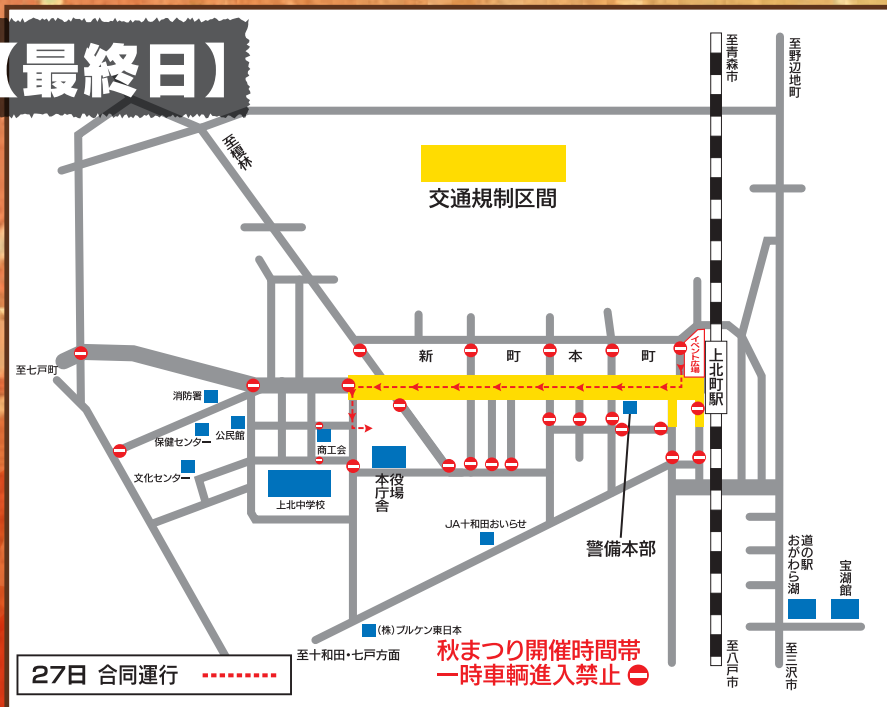 【最終日】
至青森市
至野辺地町
至榎林
交通規制区間
新町
本町
イベント広場
上北町駅
至七戸町
消防署
公民館
保健センター
商工会
文化センター
上北中学校
役場
本庁舎
JA十和田おいらせ
警備本部
道の駅
おがわら湖
宝湖館
(株)ブルケン東日本
至十和田・七戸方面
秋まつり開催時間帯
一時車輌進入禁止
至八戸市
至三沢市
27日 合同運行